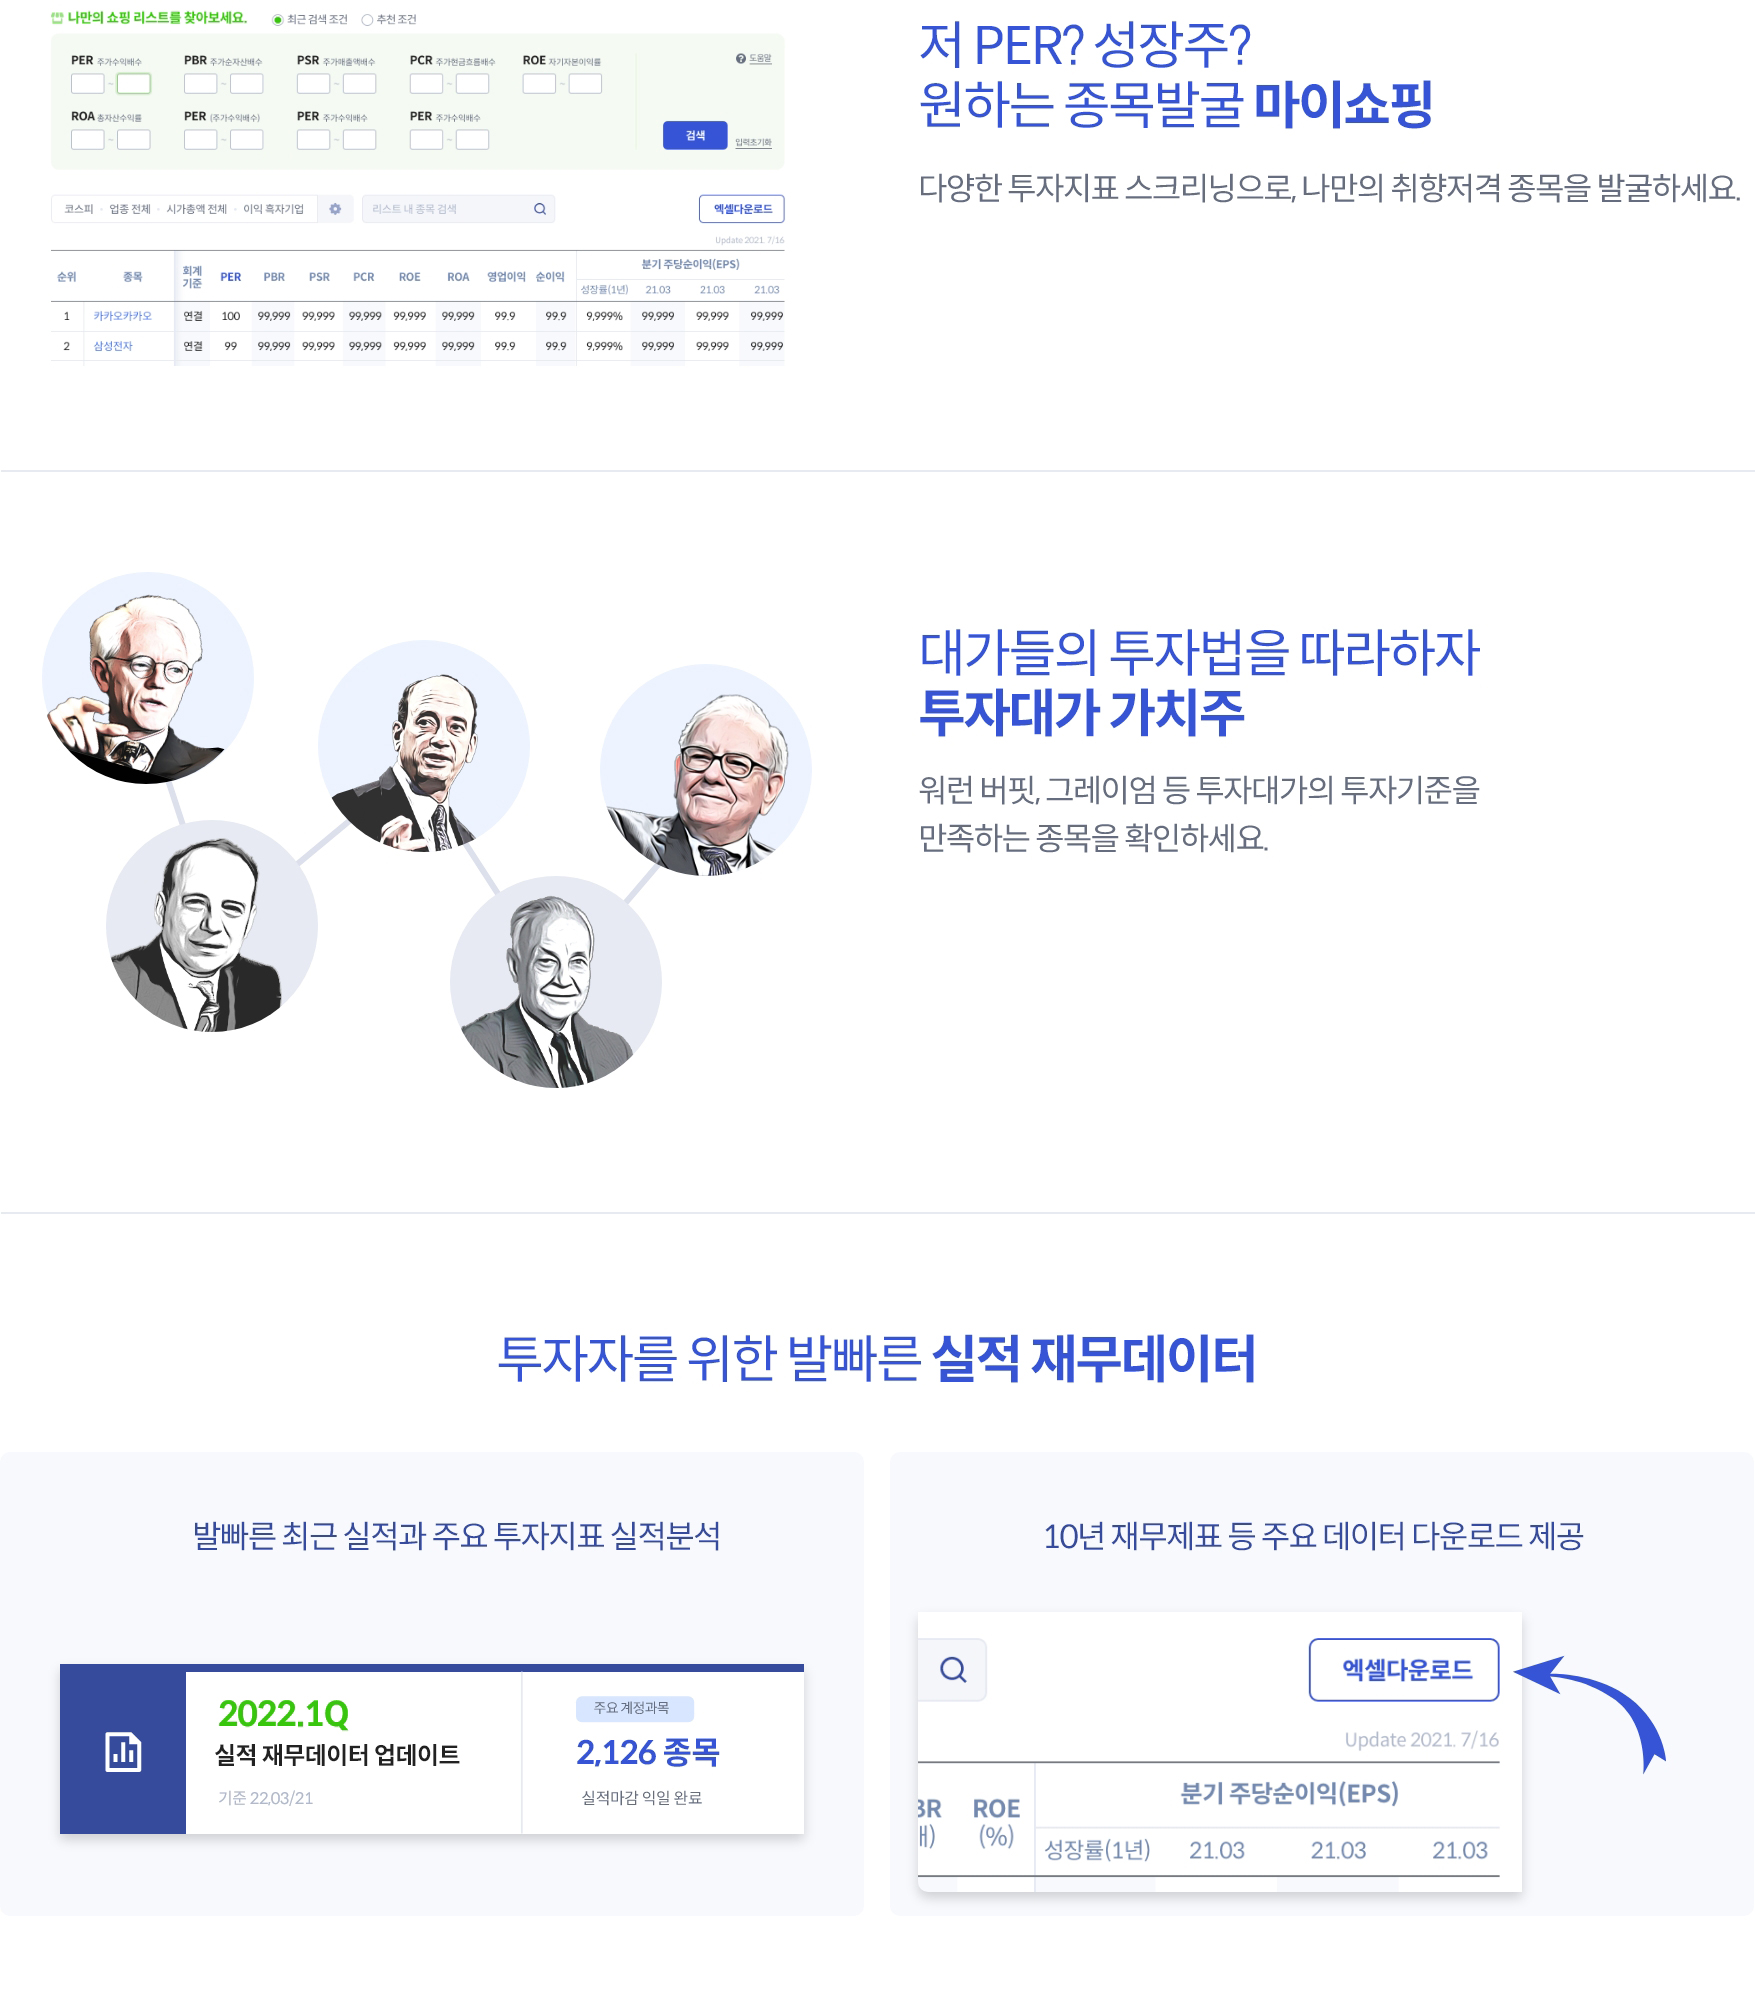 나만의 쇼핑 리스트를 찾아보세요. 최근 검색 조건 추천 조건
PER 주가수익배수 PBR 주가순자산배수 PSR 주가매출액배수 PCR 주가현금흐름배수 ROE 자기자본이익률 도움말
~ ~ ~ ~ ~
ROA 총자산수익률 PER (주가수익배수) PER 주가수익배수 PER 주가수익배수
~ ~ ~ ~ 검색 입력초기화
코스피 · 업종 전체 · 시가총액 전체 · 이익 흑자기업 리스트 내 종목 검색 엑셀다운로드
Update 2021. 7/16
순위 종목 회계 기준 PER PBR PSR PCR ROE ROA 영업이익 순이익 분기 주당순이익(EPS)
성장률(1년) 21.03 21.03 21.03
1 카카오카카오 연결 100 99,999 99,999 99,999 99,999 99,999 99.9 99.9 9,999% 99,999 99,999 99,999
2 삼성전자 연결 99 99,999 99,999 99,999 99,999 99,999 99.9 99.9 9,999% 99,999 99,999 99,999
저 PER? 성장주?
원하는 종목발굴 마이쇼핑
다양한 투자지표 스크리닝으로, 나만의 취향저격 종목을 발굴하세요.
대가들의 투자법을 따라하자
투자대가 가치주
워런 버핏, 그레이엄 등 투자대가의 투자기준을
만족하는 종목을 확인하세요.
투자자를 위한 발빠른 실적 재무데이터
발빠른 최근 실적과 주요 투자지표 실적분석
2022.1Q
실적 재무데이터 업데이트
기준 22,03/21
주요 계정과목
2,126 종목
실적마감 익일 완료
10년 재무제표 등 주요 데이터 다운로드 제공
엑셀다운로드
Update 2021. 7/16
BR ROE 분기 주당순이익(EPS)
배) (%) 성장률(1년) 21.03 21.03 21.03